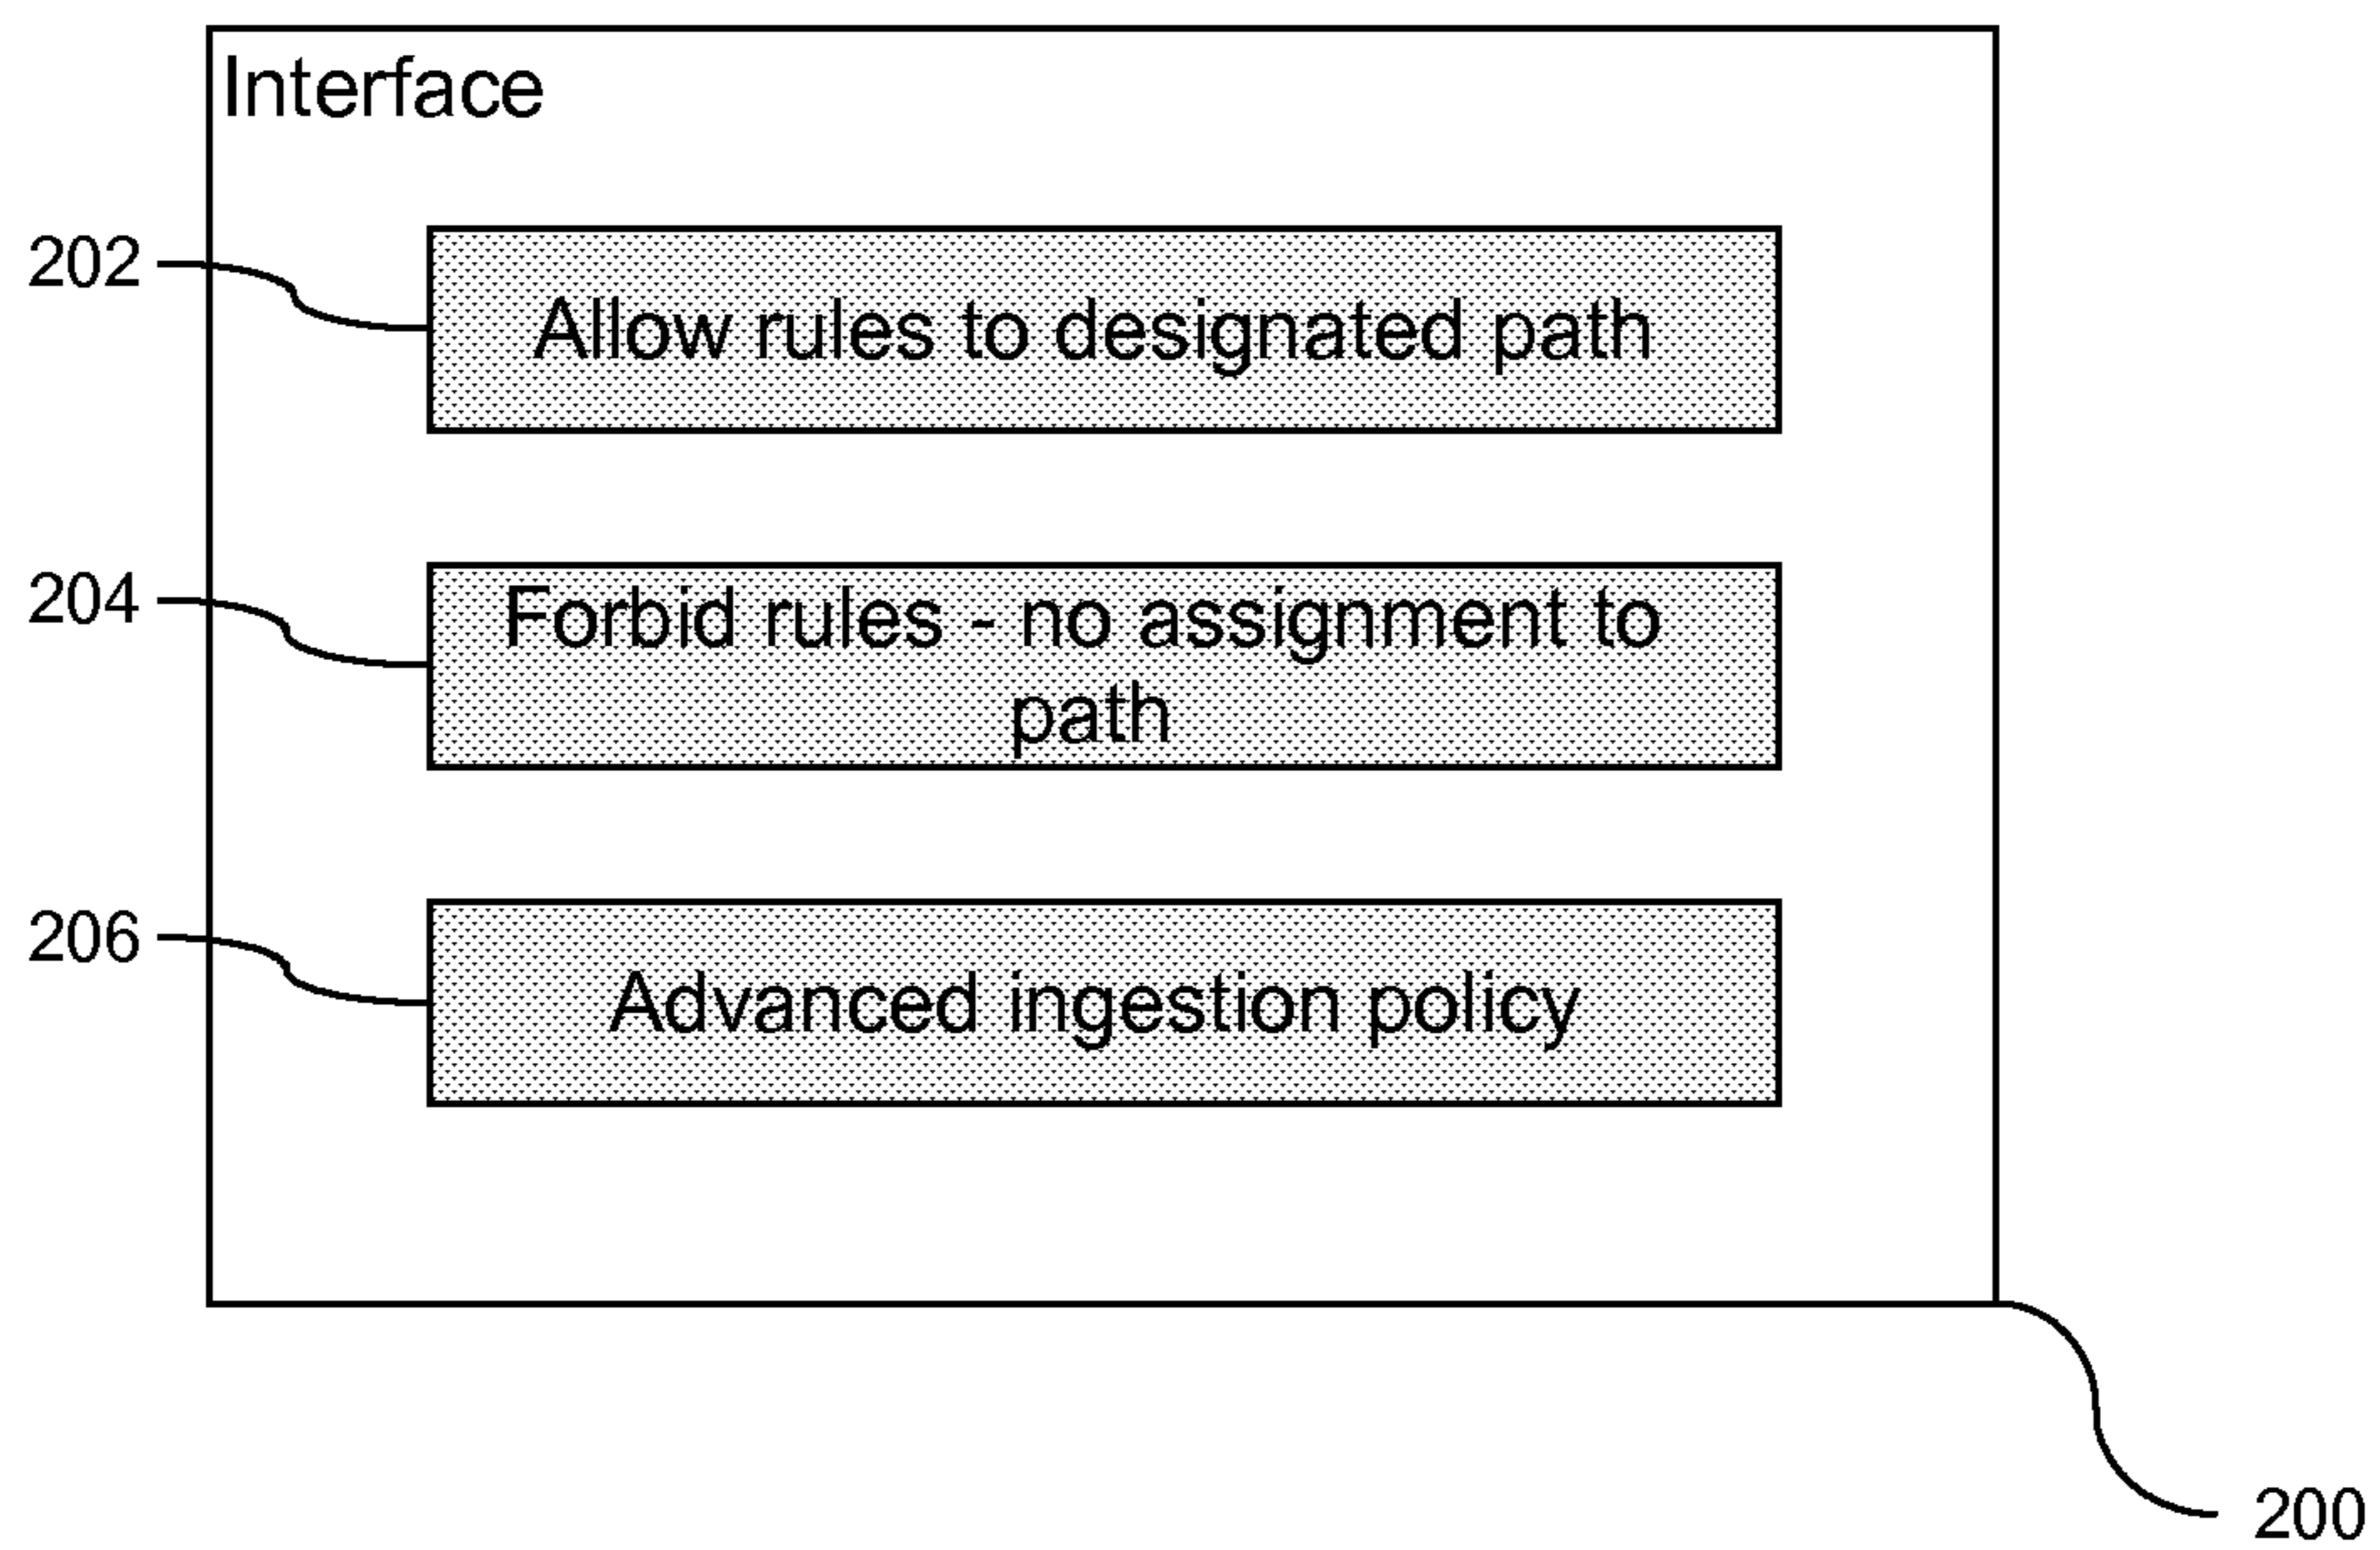 Interface
202
Allow rules to designated path
204
Forbid rules - no assignment to
path
206
Advanced ingestion policy
200